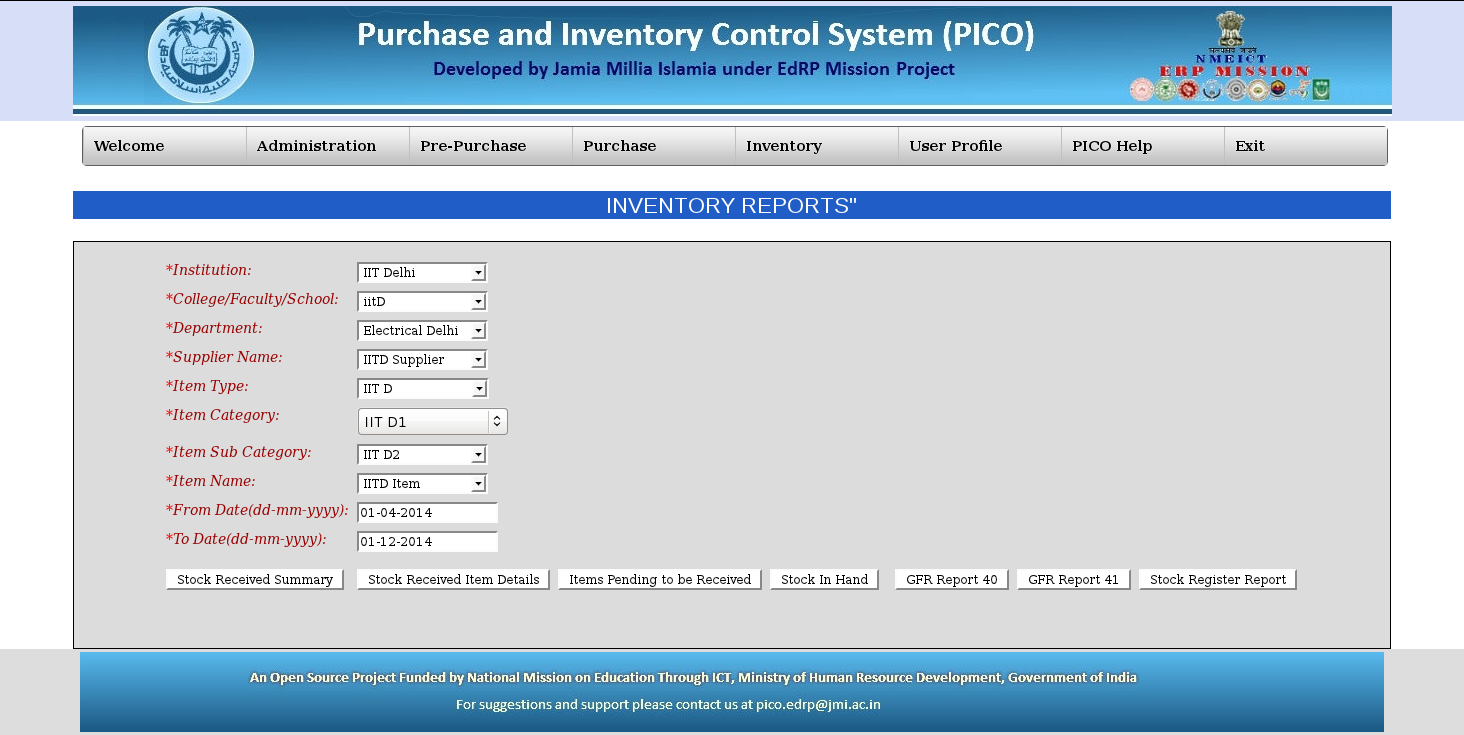 Purchase and Inventory Control System (PICO)
Developed by Jamia Millia Islamia under EdRP Mission Project
NMEICT
ERP MISSION
Welcome Administration Pre-Purchase Purchase Inventory User Profile PICO Help Exit
INVENTORY REPORTS"
*Institution: IIT Delhi
*College/Faculty/School: iitD
*Department: Electrical Delhi
*Supplier Name: IITD Supplier
*Item Type: IIT D
*Item Category: IIT D1
*Item Sub Category: IIT D2
*Item Name: IITD Item
*From Date(dd-mm-yyyy): 01-04-2014
*To Date(dd-mm-yyyy): 01-12-2014
Stock Received Summary Stock Received Item Details Items Pending to be Received Stock In Hand GFR Report 40 GFR Report 41 Stock Register Report
An Open Source Project Funded by National Mission on Education Through ICT, Ministry of Human Resource Development, Government of India
For suggestions and support please contact us at pico.edrp@jmi.ac.in